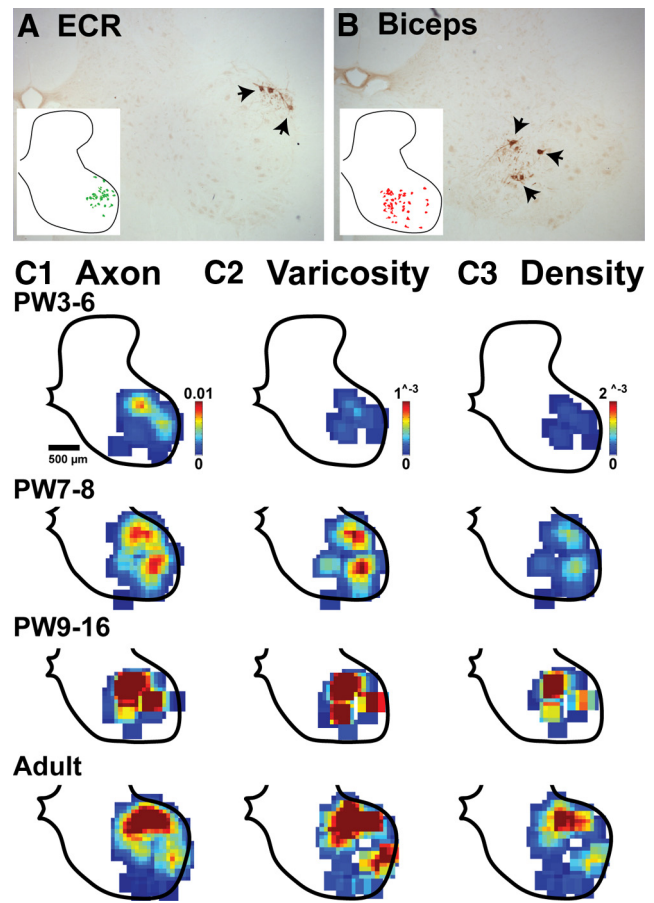 A ECR
B Biceps
C1 Axon
C2 Varicosity
C3 Density
PW3-6
0.01
0
500 µm
1^-3
0
2^-3
0
PW7-8
PW9-16
Adult